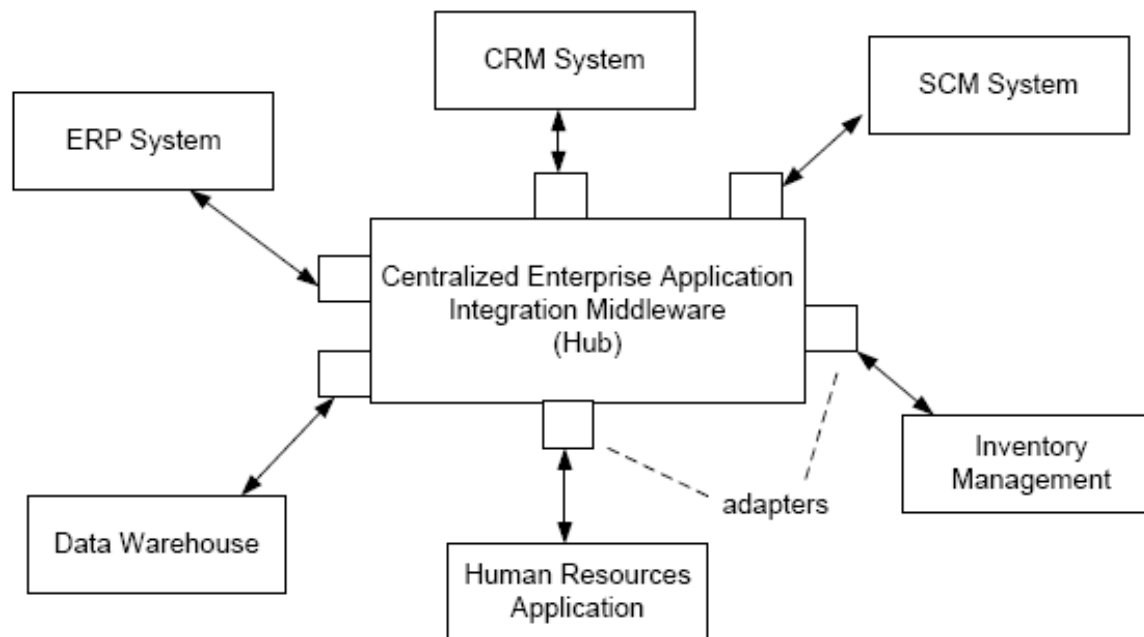 CRM System
SCM System
ERP System
Centralized Enterprise Application
Integration Middleware
(Hub)
Inventory
Management
adapters
Data Warehouse
Human Resources
Application